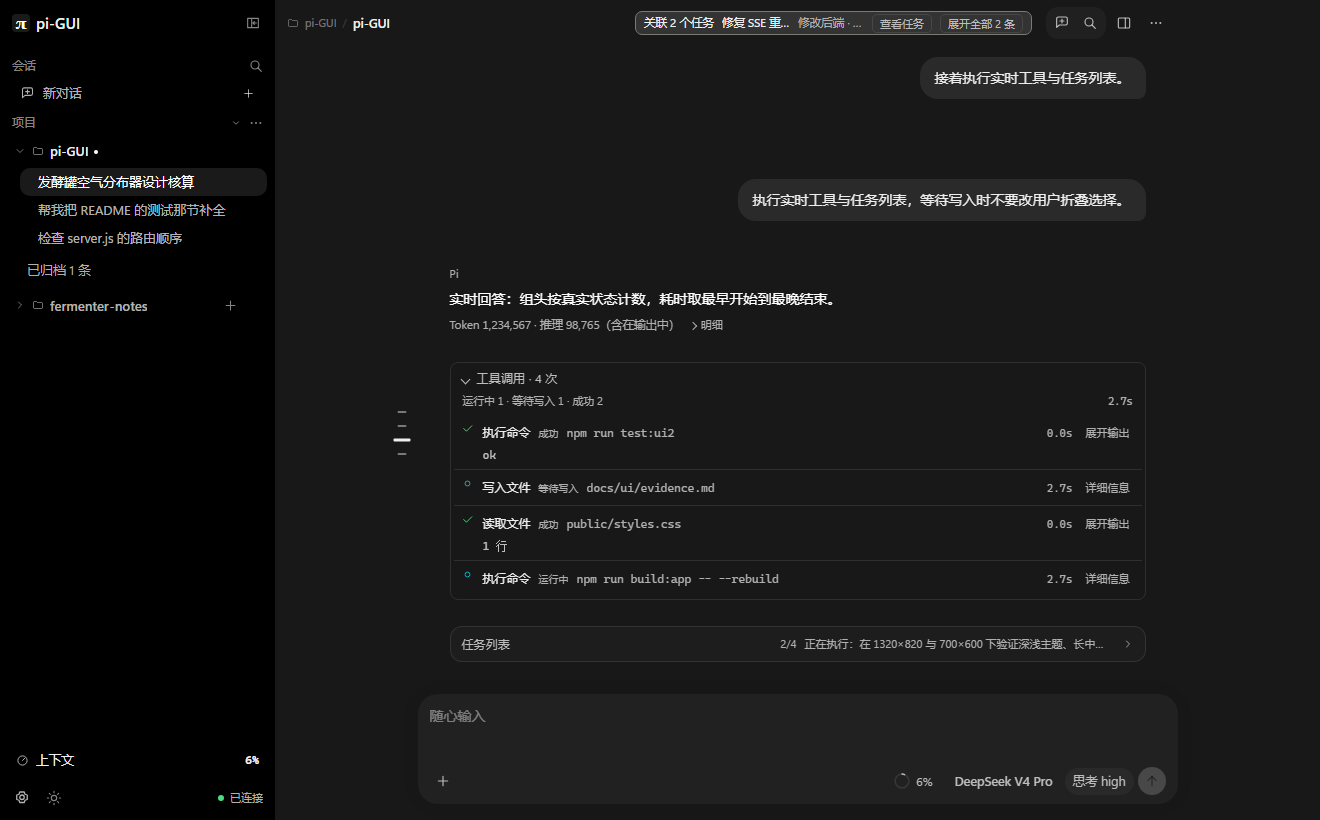 π pi-GUI
会话
新对话
项目
pi-GUI •
发酵罐空气分布器设计核算
帮我把 README 的测试那节补全
检查 server.js 的路由顺序
已归档 1 条
fermenter-notes
上下文 6%
已连接
pi-GUI / pi-GUI
关联 2 个任务 修复 SSE 重... 修改后端 · ... 查看任务 展开全部 2 条
接着执行实时工具与任务列表。
执行实时工具与任务列表，等待写入时不要改用户折叠选择。
Pi
实时回答：组头按真实状态计数，耗时取最早开始到最晚结束。
Token 1,234,567 · 推理 98,765（含在输出中） 明细
工具调用 · 4 次
运行中 1 · 等待写入 1 · 成功 2 2.7s
执行命令 成功 npm run test:ui2 0.0s 展开输出
ok
写入文件 等待写入 docs/ui/evidence.md 2.7s 详细信息
读取文件 成功 public/styles.css 0.0s 展开输出
1 行
执行命令 运行中 npm run build:app -- --rebuild 2.7s 详细信息
任务列表 2/4 正在执行：在 1320×820 与 700×600 下验证深浅主题、长中...
随心输入
6% DeepSeek V4 Pro 思考 high